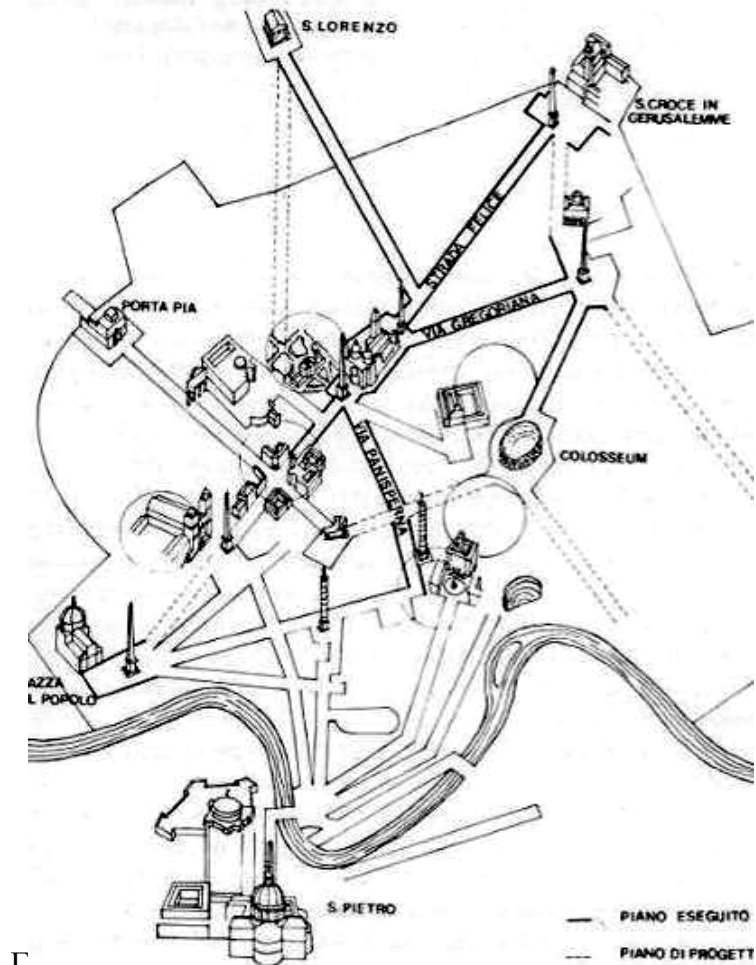 S. LORENZO
S. CROCE IN
GERUSALEMME
STRADA FELICE
PORTA PIA
VIA GREGORIANA
VIA PANISPERNA
COLOSSEUM
AZZA
L POPOLO
S. PIETRO
PIANO ESEGUITO
PIANO DI PROGETT